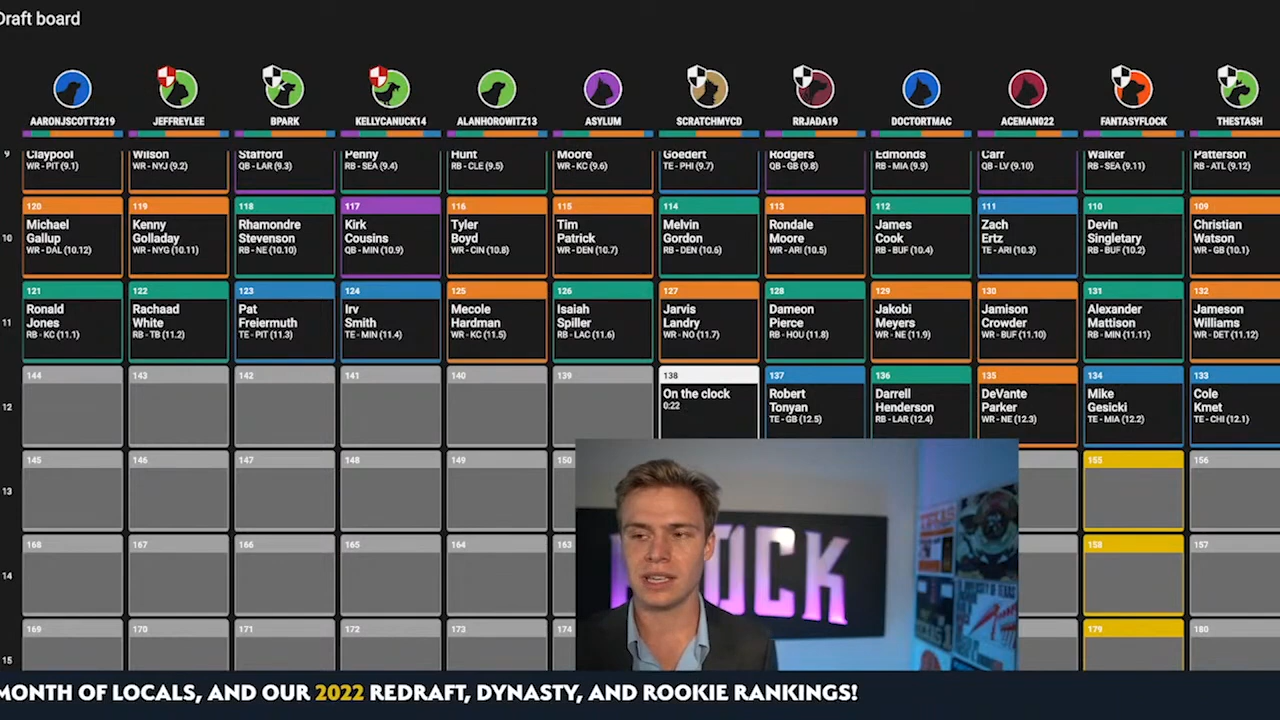 Draft board
AARONJSCOTT3219 JEFFREYLEE BPARK KELLYCANUCK14 ALANHOROWITZ13 ASYLUM SCRATCHMYCD RRJADA19 DOCTORTMAC ACEMAN022 FANTASYFLOCK THESTASH
9 Claypool Wilson Stafford Penny Hunt Moore Goedert Rodgers Edmonds Carr Walker Patterson
WR - PIT (9.1) WR - NYJ (9.2) QB - LAR (9.3) RB - SEA (9.4) RB - CLE (9.5) WR - KC (9.6) TE - PHI (9.7) QB - GB (9.8) RB - MIA (9.9) QB - LV (9.10) RB - SEA (9.11) RB - ATL (9.12)
120 119 118 117 116 115 114 113 112 111 110 109
Michael Kenny Rhamondre Kirk Tyler Tim Melvin Rondale James Zach Devin Christian
10 Gallup Golladay Stevenson Cousins Boyd Patrick Gordon Moore Cook Ertz Singletary Watson
WR - DAL (10.12) WR - NYG (10.11) RB - NE (10.10) QB - MIN (10.9) WR - CIN (10.8) WR - DEN (10.7) RB - DEN (10.6) WR - ARI (10.5) RB - BUF (10.4) TE - ARI (10.3) RB - BUF (10.2) WR - GB (10.1)
121 122 123 124 125 126 127 128 129 130 131 132
Ronald Rachaad Pat Irv Mecole Isaiah Jarvis Dameon Jakobi Jamison Alexander Jameson
11 Jones White Freiermuth Smith Hardman Spiller Landry Pierce Meyers Crowder Mattison Williams
RB - KC (11.1) RB - TB (11.2) TE - PIT (11.3) TE - MIN (11.4) WR - KC (11.5) RB - LAC (11.6) WR - NO (11.7) RB - HOU (11.8) WR - NE (11.9) WR - BUF (11.10) RB - MIN (11.11) WR - DET (11.12)
144 143 142 141 140 139 138 137 136 135 134 133
On the clock Robert Darrell DeVante Mike Cole
12 0:22 Tonyan Henderson Parker Gesicki Kmet
TE - GB (12.5) RB - LAR (12.4) WR - NE (12.3) TE - MIA (12.2) TE - CHI (12.1)
145 146 147 148 149 150 155 156
13
168 167 166 165 164 163 158 157
14
OCK
169 170 171 172 173 174 179 180
15
MONTH OF LOCALS, AND OUR 2022 REDRAFT, DYNASTY, AND ROOKIE RANKINGS!